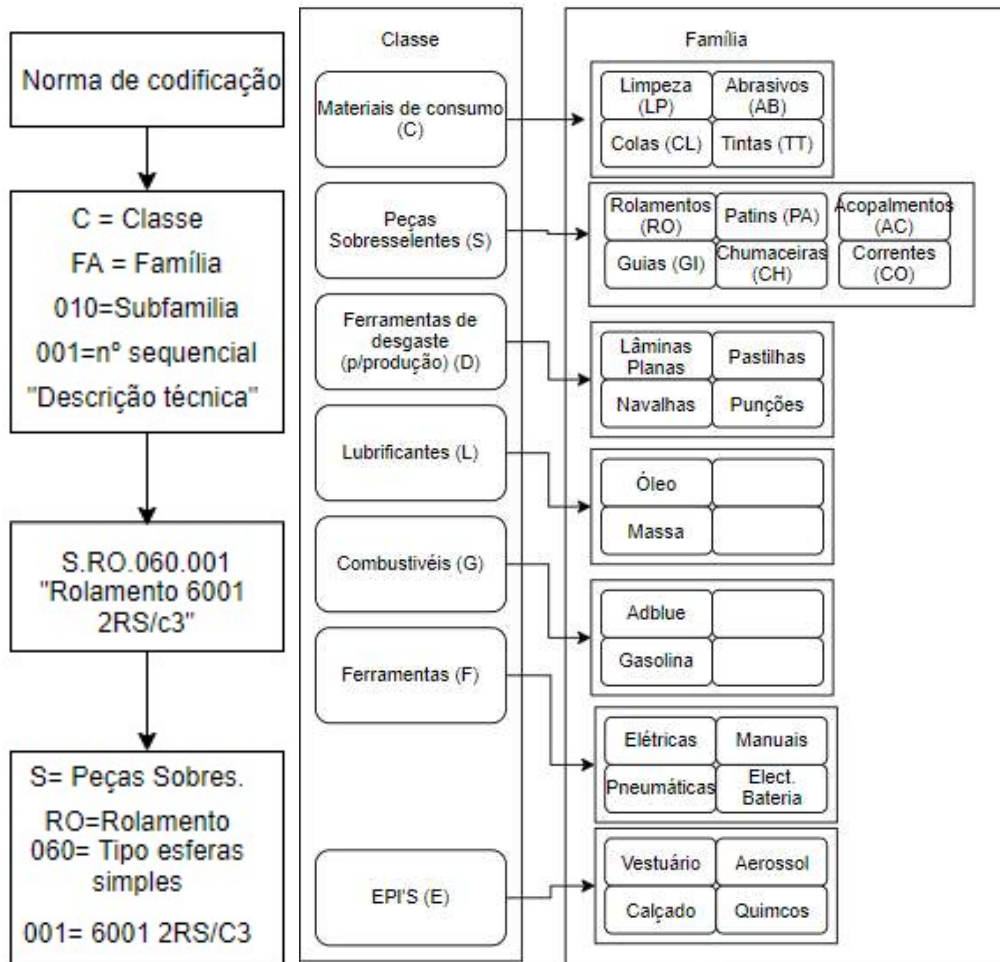 Norma de codificação
C = Classe
FA = Família
010=Subfamilia
001=nº sequencial
"Descrição técnica"
S.RO.060.001
"Rolamento 6001
2RS/c3"
S= Peças Sobres.
RO=Rolamento
060= Tipo esferas
simples
001= 6001 2RS/C3
Classe
Materiais de consumo
(C)
Peças
Sobresselentes (S)
Ferramentas de
desgaste
(p/produção) (D)
Lubrificantes (L)
Combustivéis (G)
Ferramentas (F)
EPI'S (E)
Família
Limpeza
(LP)
Abrasivos
(AB)
Colas (CL)
Tintas (TT)
Rolamentos
(RO)
Patins (PA)
Acopalmentos
(AC)
Guias (GI)
Chumaceiras
(CH)
Correntes
(CO)
Lâminas
Planas
Pastilhas
Navalhas
Punções
Óleo
Massa
Adblue
Gasolina
Elétricas
Manuais
Pneumáticas
Elect.
Bateria
Vestuário
Aerossol
Calçado
Quimcos